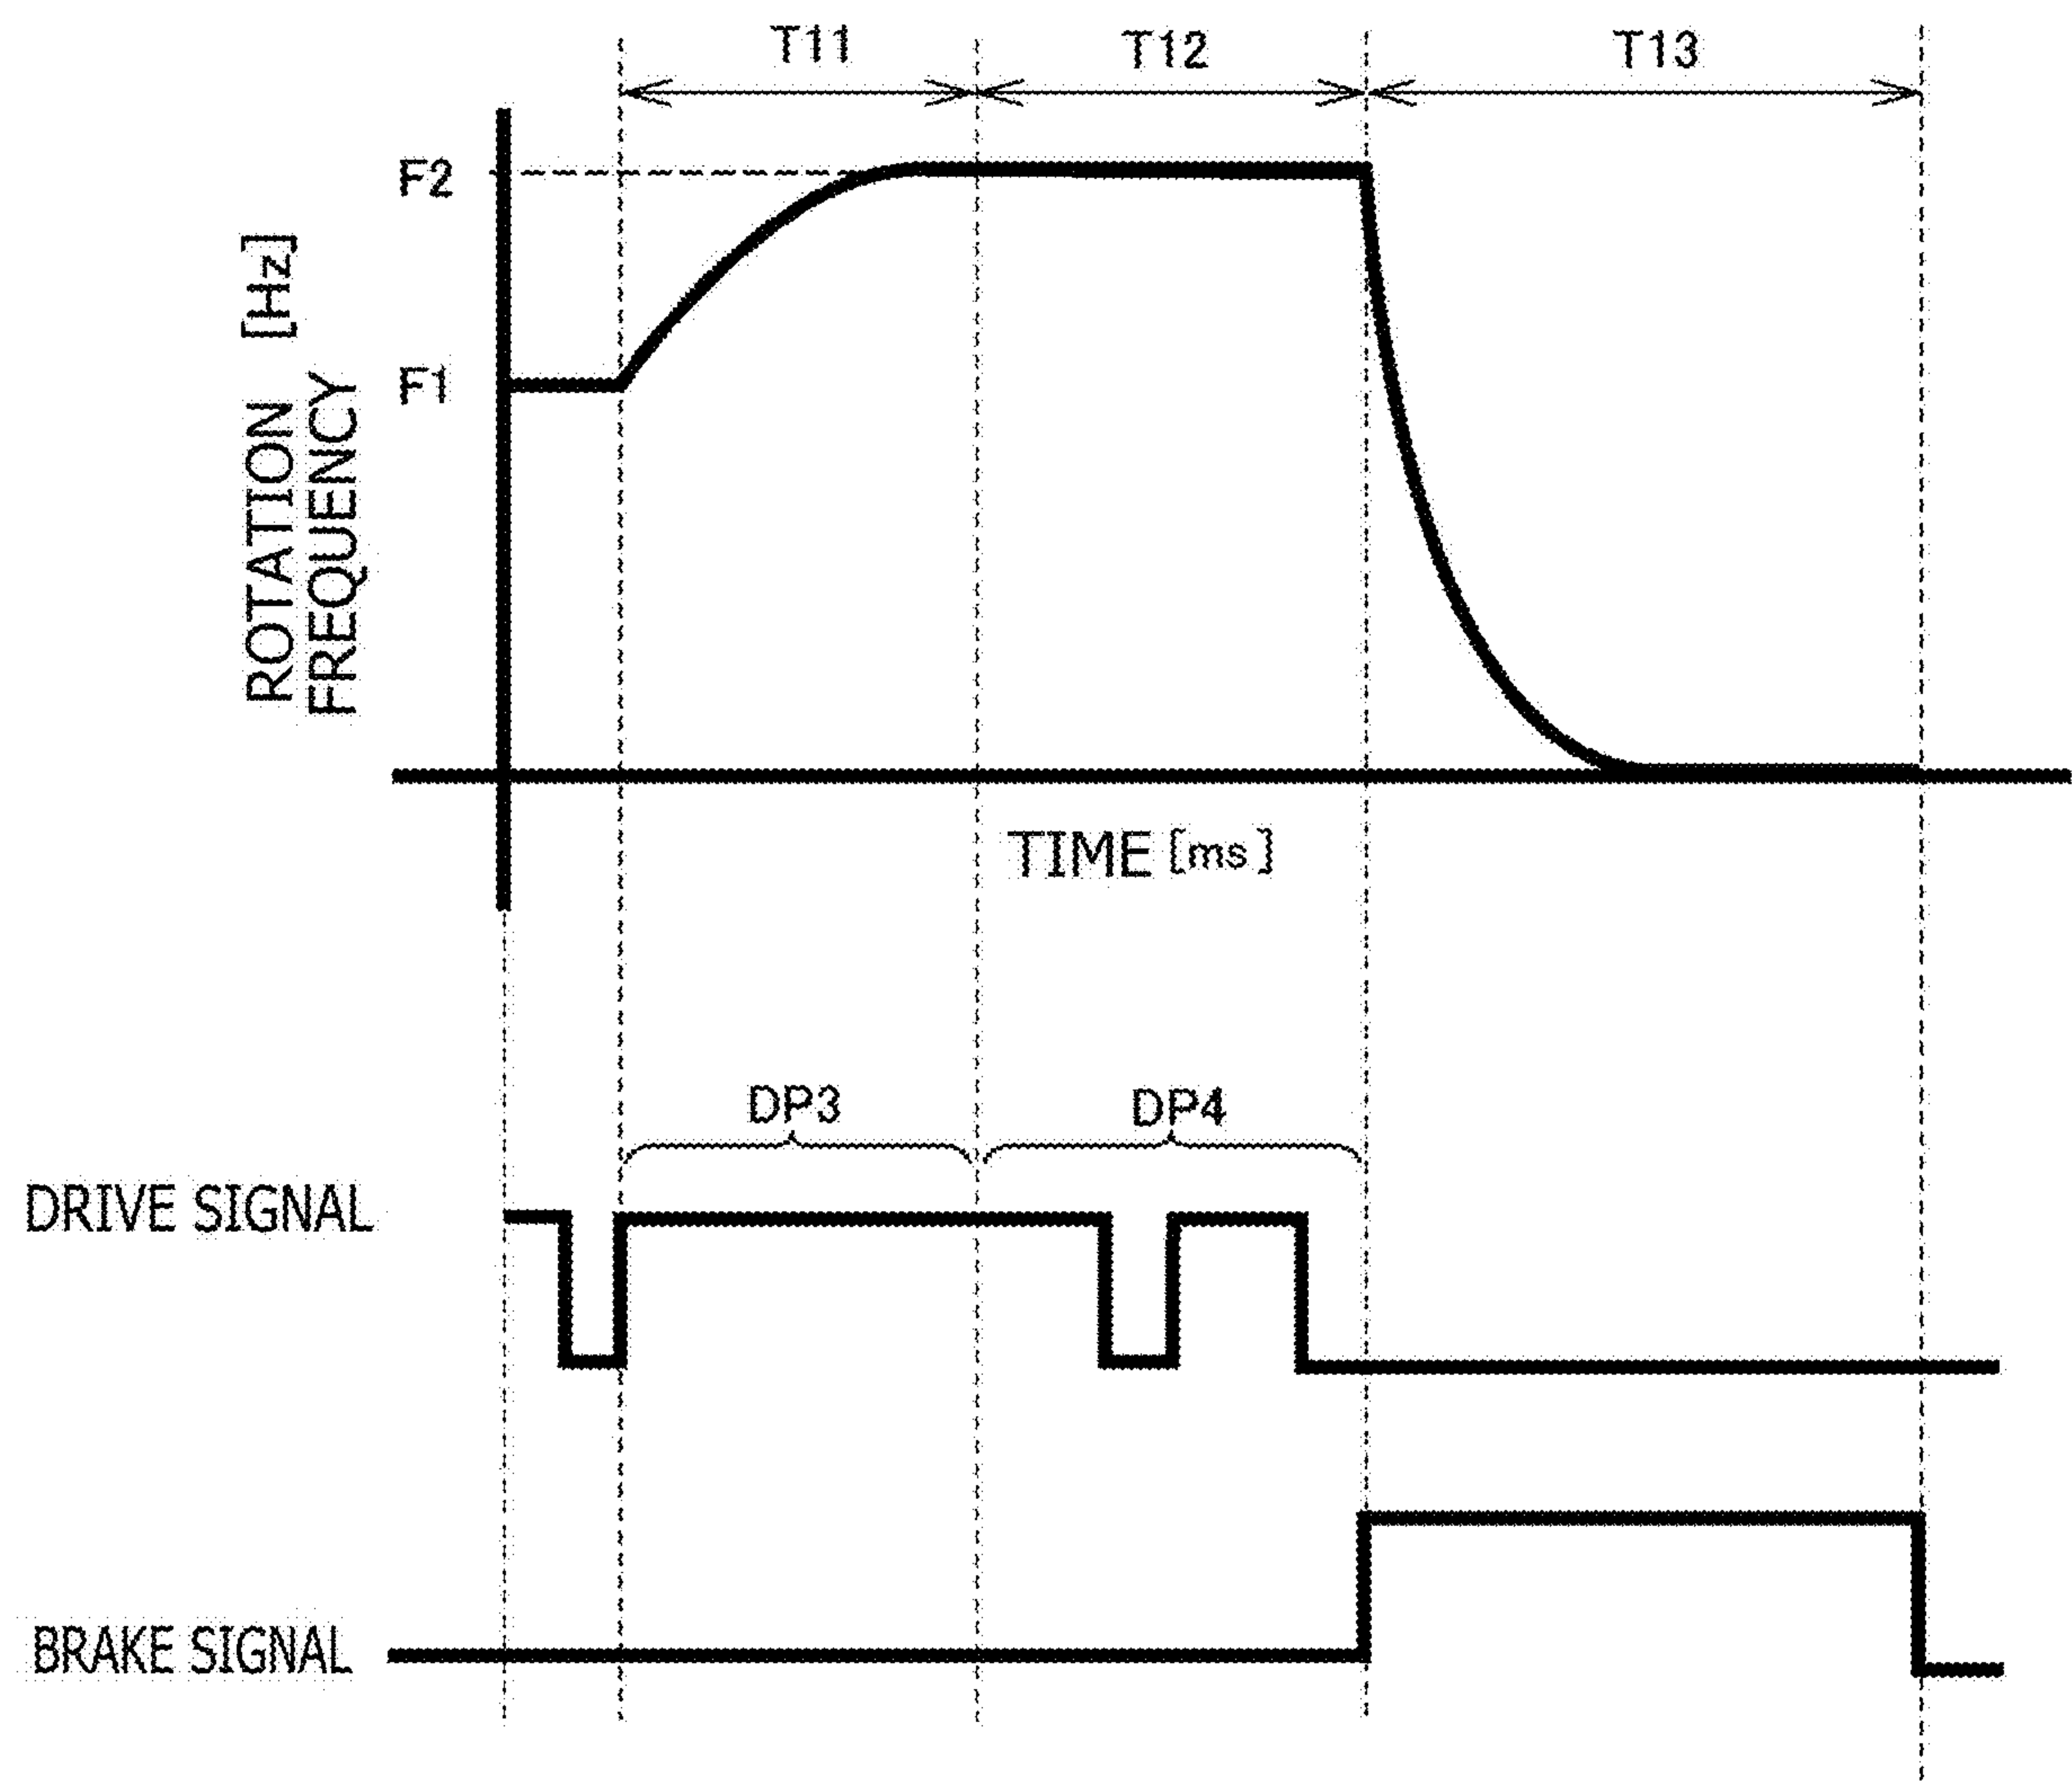 T11 T12 T13
F2
F1
ROTATION [Hz]
FREQUENCY
TIME [ms]
DP3 DP4
DRIVE SIGNAL
BRAKE SIGNAL